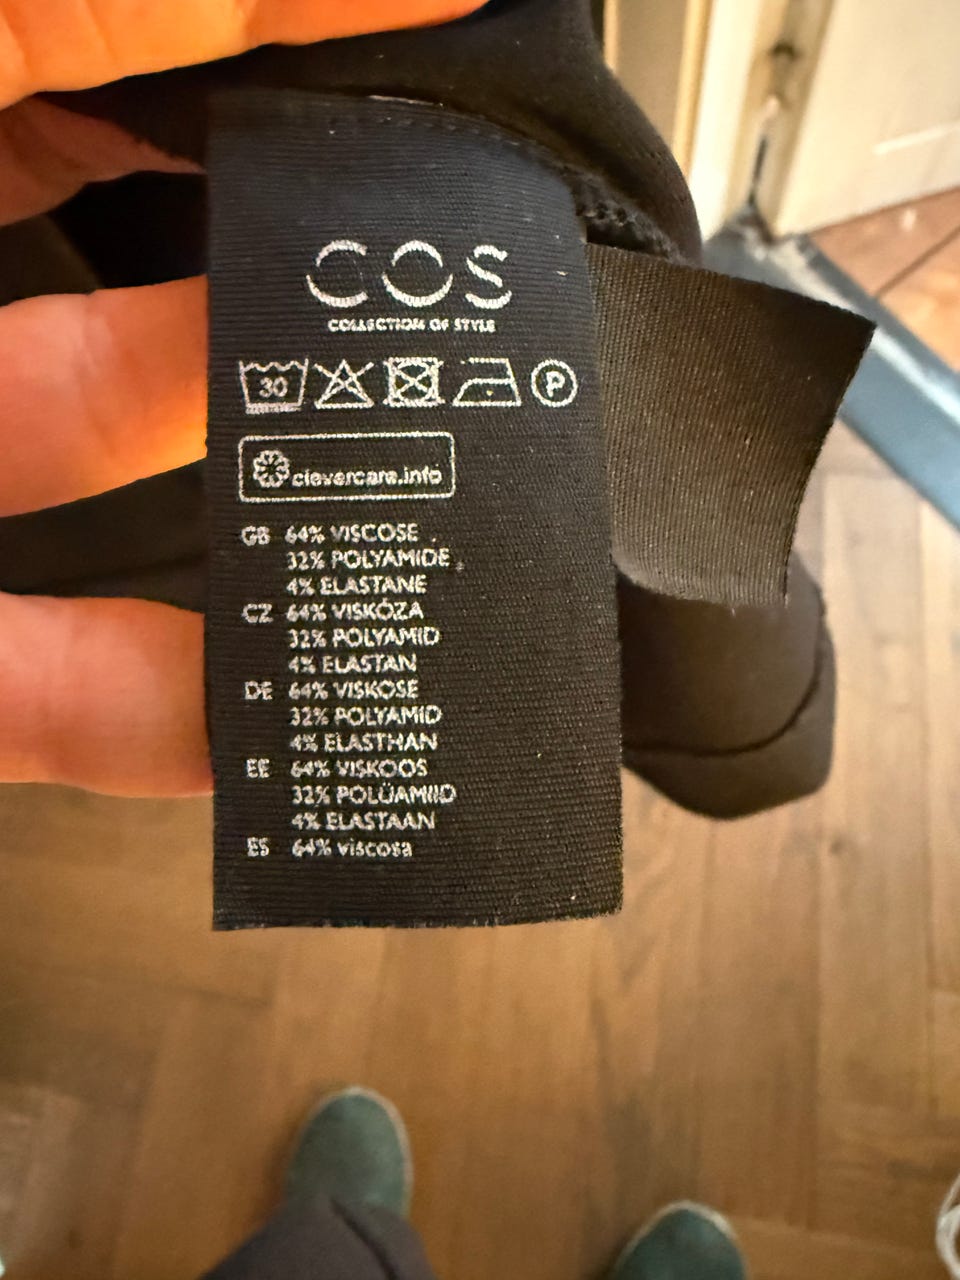 COS
COLLECTION OF STYLE
30 P
clevercare.info
GB 64% VISCOSE
32% POLYAMIDE
4% ELASTANE
CZ 64% VISKÓZA
32% POLYAMID
4% ELASTAN
DE 64% VISKOSE
32% POLYAMID
4% ELASTHAN
EE 64% VISKOOS
32% POLÜAMIID
4% ELASTAAN
ES 64% viscosa